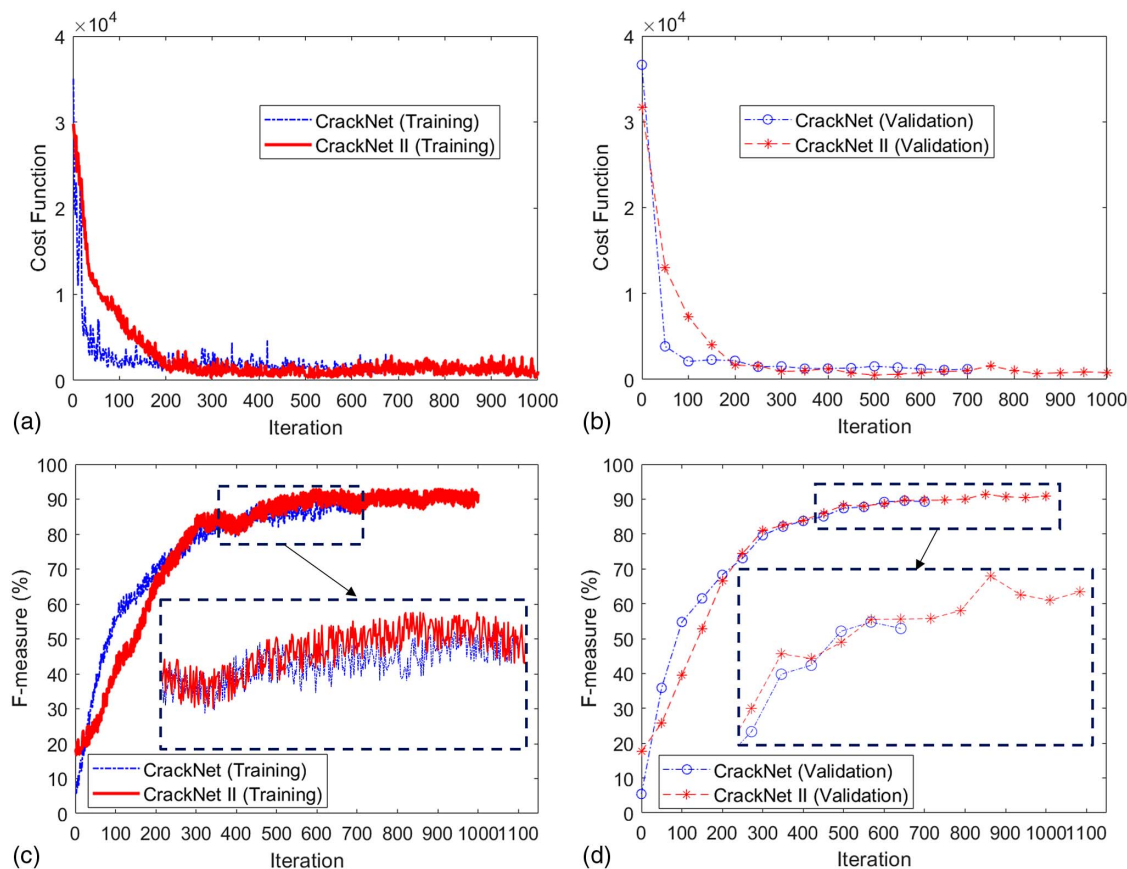 ×10⁴
4
3
2
1
0
Cost Function
CrackNet (Training)
CrackNet II (Training)
0 100 200 300 400 500 600 700 800 900 1000
Iteration
(a)
×10⁴
4
3
2
1
0
Cost Function
CrackNet (Validation)
CrackNet II (Validation)
0 100 200 300 400 500 600 700 800 900 1000
Iteration
(b)
100
90
80
70
60
50
40
30
20
10
0
F-measure (%)
CrackNet (Training)
CrackNet II (Training)
0 100 200 300 400 500 600 700 800 900 1000 1100
Iteration
(c)
100
90
80
70
60
50
40
30
20
10
0
F-measure (%)
CrackNet (Validation)
CrackNet II (Validation)
0 100 200 300 400 500 600 700 800 900 1000 1100
Iteration
(d)